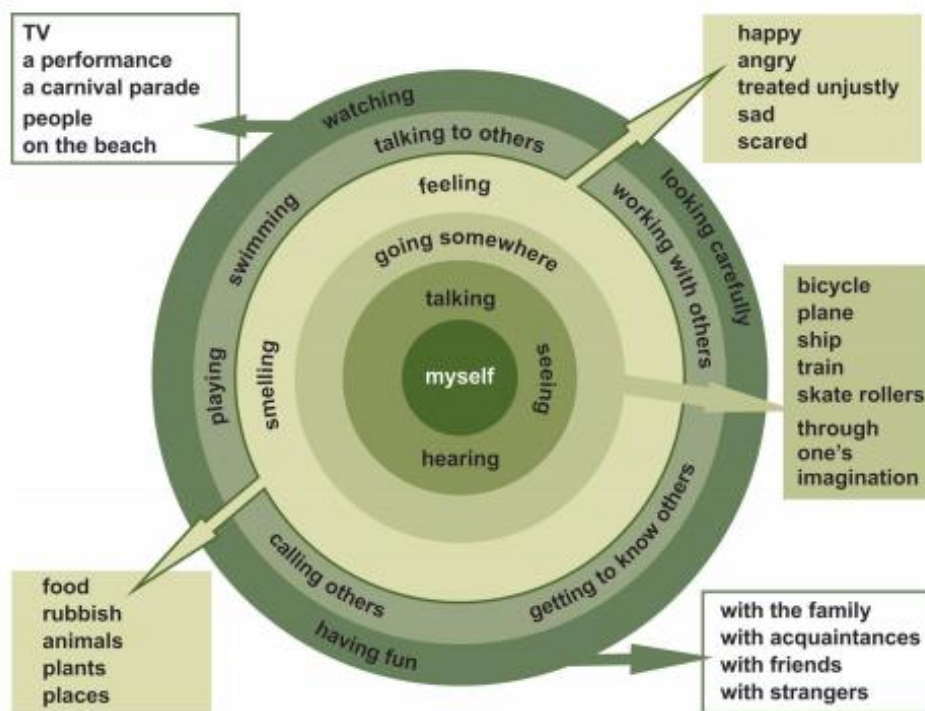 TV
a performance
a carnival parade
people
on the beach
happy
angry
treated unjustly
sad
scared
watching
talking to others
feeling
going somewhere
talking
myself
seeing
hearing
smelling
swimming
playing
working with others
looking carefully
bicycle
plane
ship
train
skate rollers
through
one's
imagination
calling others
getting to know others
having fun
food
rubbish
animals
plants
places
with the family
with acquaintances
with friends
with strangers